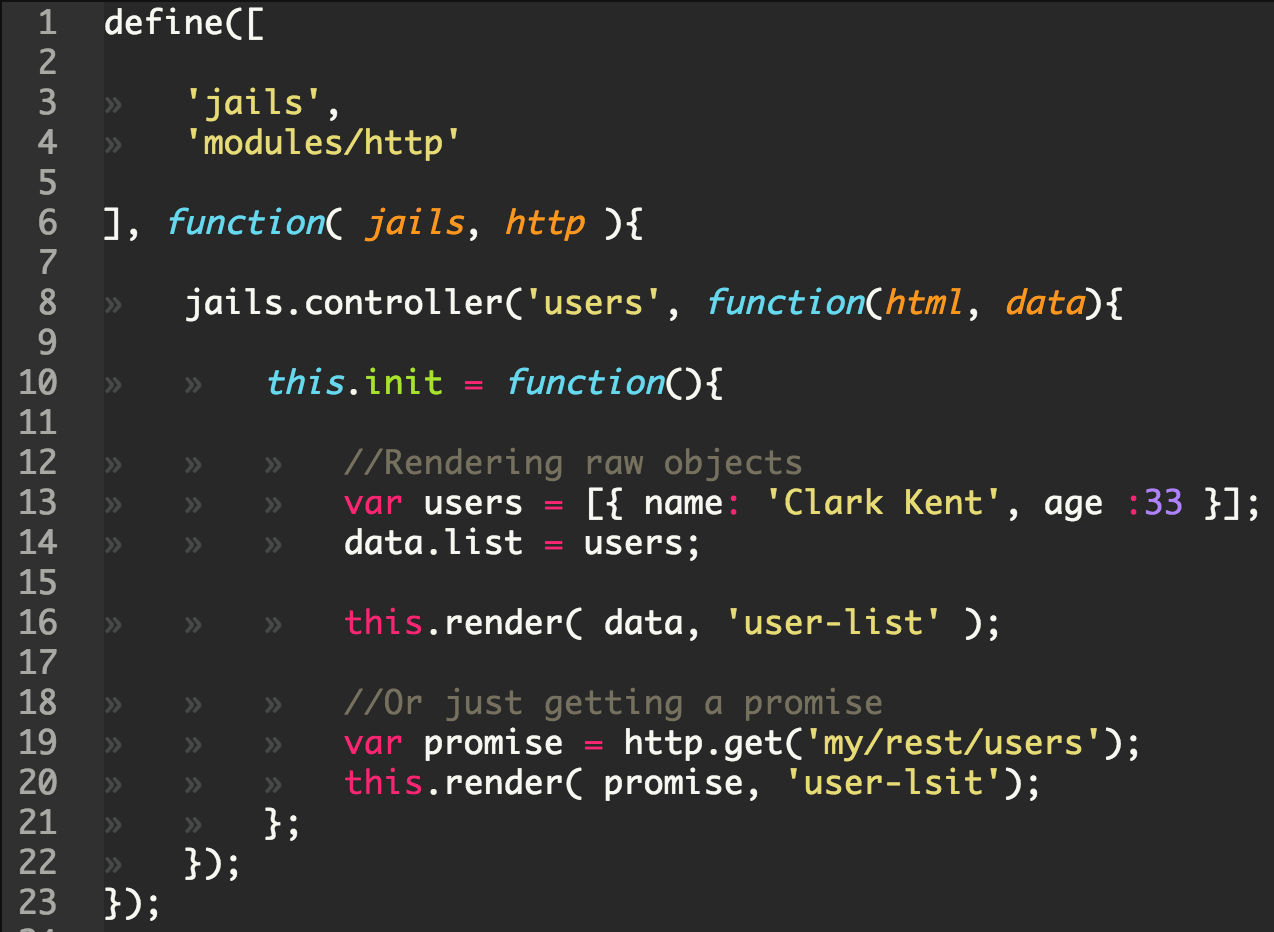 1 define([
2
3 » 'jails',
4 » 'modules/http'
5
6 ], function( jails, http ){
7
8 » jails.controller('users', function(html, data){
9
10 » » this.init = function(){
11
12 » » » //Rendering raw objects
13 » » » var users = [{ name: 'Clark Kent', age :33 }];
14 » » » data.list = users;
15
16 » » » this.render( data, 'user-list' );
17
18 » » » //Or just getting a promise
19 » » » var promise = http.get('my/rest/users');
20 » » » this.render( promise, 'user-lsit');
21 » » };
22 » });
23 });